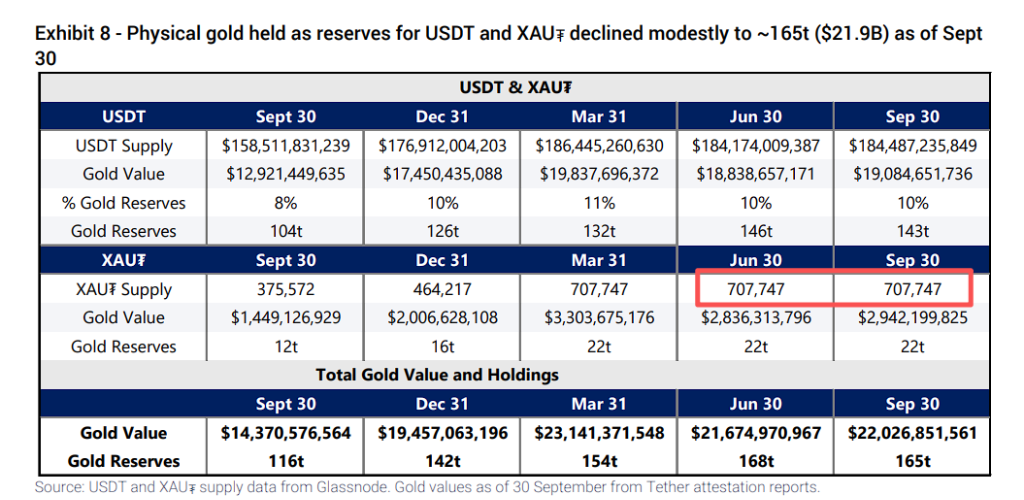 Exhibit 8 - Physical gold held as reserves for USDT and XAU₮ declined modestly to ~165t ($21.9B) as of Sept
30
USDT & XAU₮
USDT Sept 30 Dec 31 Mar 31 Jun 30 Sep 30
USDT Supply $158,511,831,239 $176,912,004,203 $186,445,260,630 $184,174,009,387 $184,487,235,849
Gold Value $12,921,449,635 $17,450,435,088 $19,837,696,372 $18,838,657,171 $19,084,651,736
% Gold Reserves 8% 10% 11% 10% 10%
Gold Reserves 104t 126t 132t 146t 143t
XAU₮ Sept 30 Dec 31 Mar 31 Jun 30 Sep 30
XAU₮ Supply 375,572 464,217 707,747 707,747 707,747
Gold Value $1,449,126,929 $2,006,628,108 $3,303,675,176 $2,836,313,796 $2,942,199,825
Gold Reserves 12t 16t 22t 22t 22t
Total Gold Value and Holdings
Sept 30 Dec 31 Mar 31 Jun 30 Sep 30
Gold Value $14,370,576,564 $19,457,063,196 $23,141,371,548 $21,674,970,967 $22,026,851,561
Gold Reserves 116t 142t 154t 168t 165t
Source: USDT and XAU₮ supply data from Glassnode. Gold values as of 30 September from Tether attestation reports.